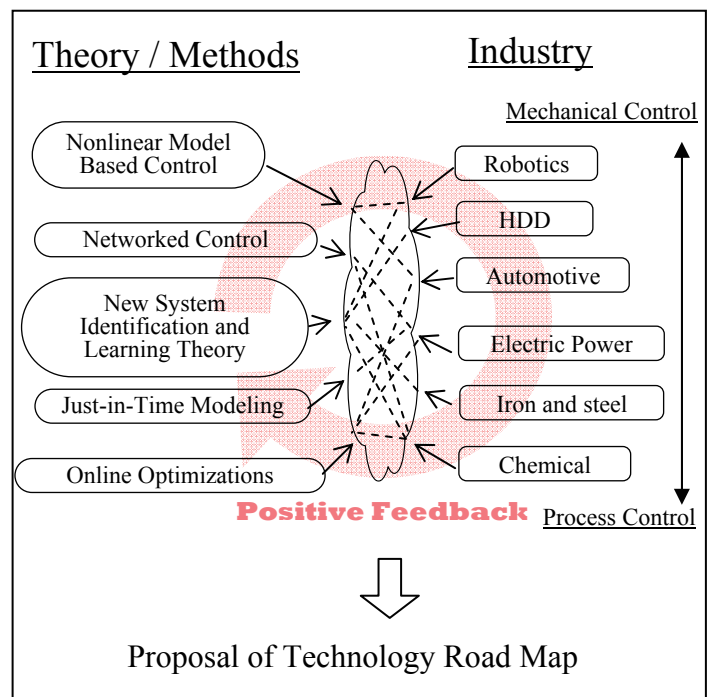 Theory / Methods
Industry
Mechanical Control
Nonlinear Model
Based Control
Robotics
Networked Control
HDD
New System
Identification and
Learning Theory
Automotive
Electric Power
Just-in-Time Modeling
Iron and steel
Online Optimizations
Chemical
Positive Feedback
Process Control
Proposal of Technology Road Map